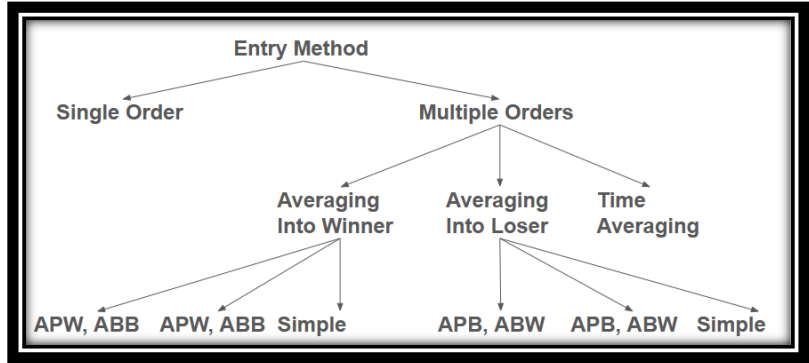 Entry Method
Single Order
Multiple Orders
Averaging Into Winner
Averaging Into Loser
Time Averaging
APW, ABB
APW, ABB
Simple
APB, ABW
APB, ABW
Simple